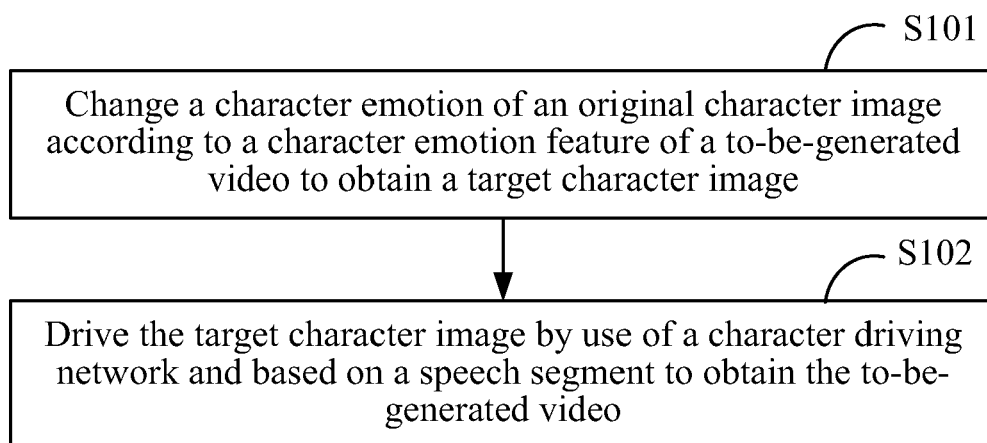 S101
Change a character emotion of an original character image
according to a character emotion feature of a to-be-generated
video to obtain a target character image
S102
Drive the target character image by use of a character driving
network and based on a speech segment to obtain the to-be-
generated video